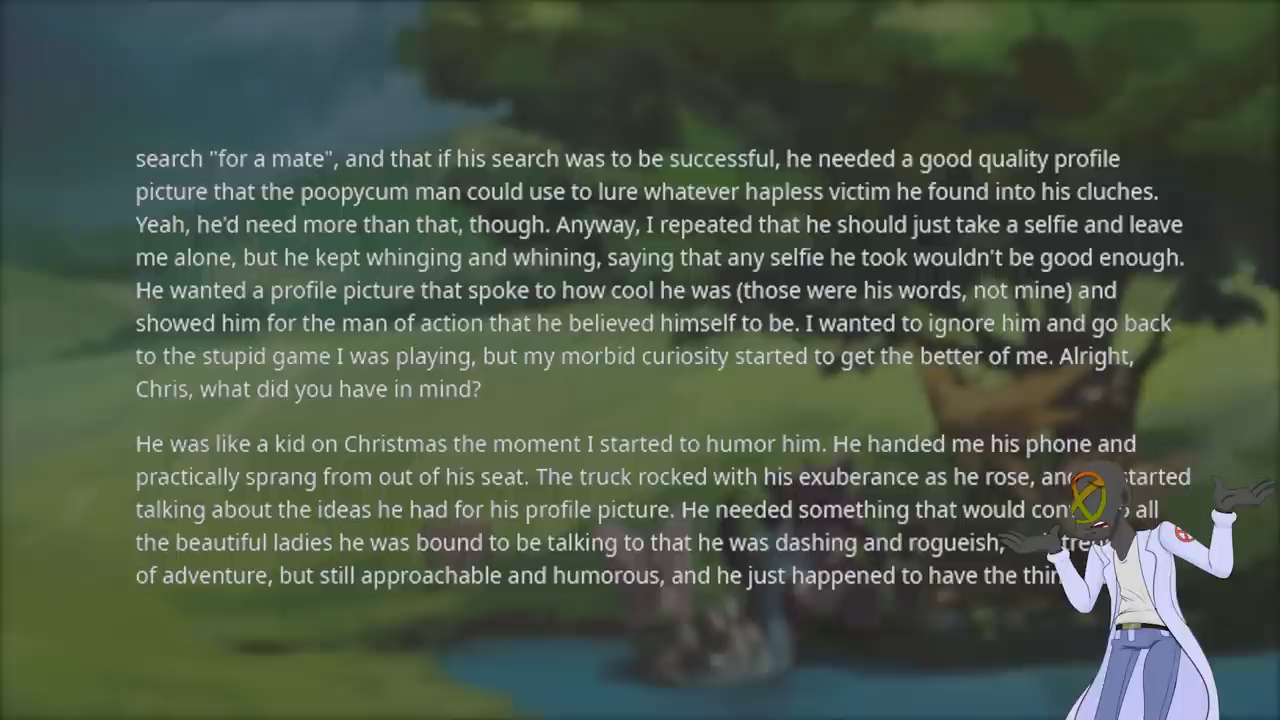 search "for a mate", and that if his search was to be successful, he needed a good quality profile
picture that the poopycum man could use to lure whatever hapless victim he found into his cluches.
Yeah, he'd need more than that, though. Anyway, I repeated that he should just take a selfie and leave
me alone, but he kept whinging and whining, saying that any selfie he took wouldn't be good enough.
He wanted a profile picture that spoke to how cool he was (those were his words, not mine) and
showed him for the man of action that he believed himself to be. I wanted to ignore him and go back
to the stupid game I was playing, but my morbid curiosity started to get the better of me. Alright,
Chris, what did you have in mind?
He was like a kid on Christmas the moment I started to humor him. He handed me his phone and
practically sprang from out of his seat. The truck rocked with his exuberance as he rose, and started
talking about the ideas he had for his profile picture. He needed something that would all
the beautiful ladies he was bound to be talking to that he was dashing and rogueish,
of adventure, but still approachable and humorous, and he just happened to have the